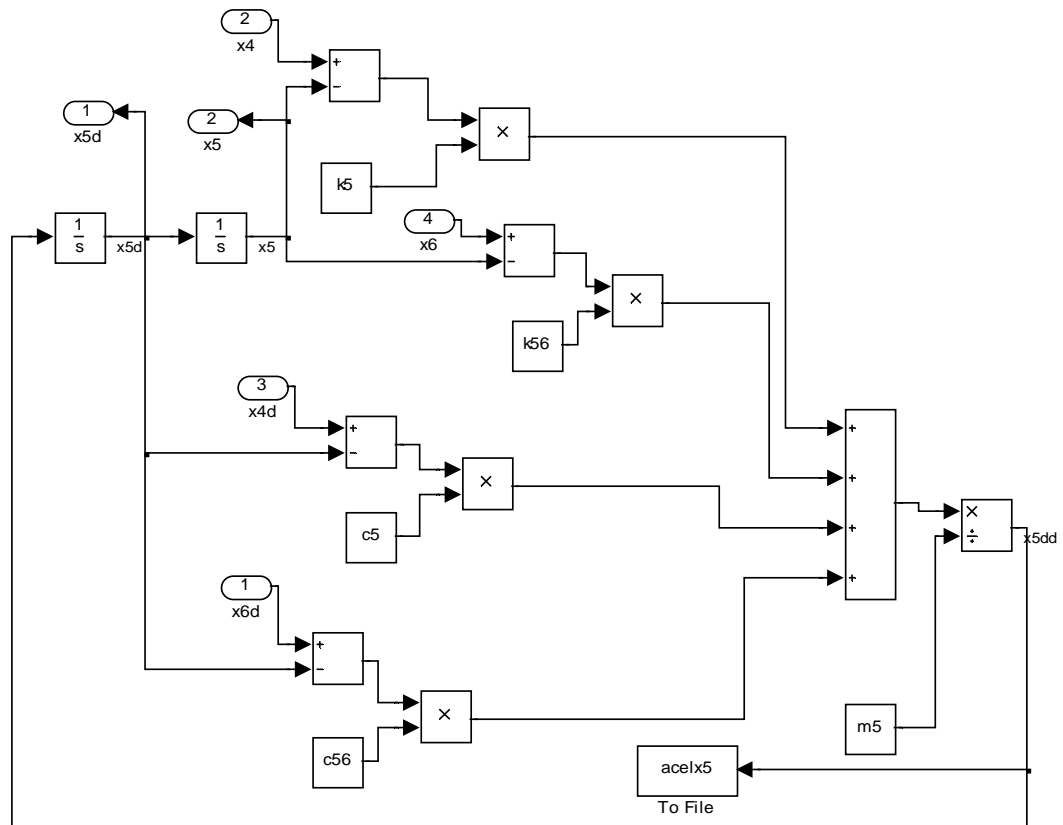 2
x4
+
−
1
x5d
2
x5
×
k5
1
s
x5d
1
s
x5
4
x6
+
−
×
k56
3
x4d
+
−
×
c5
+
+
+
+
×
÷
x5dd
1
x6d
+
−
×
c56
m5
acelx5
To File